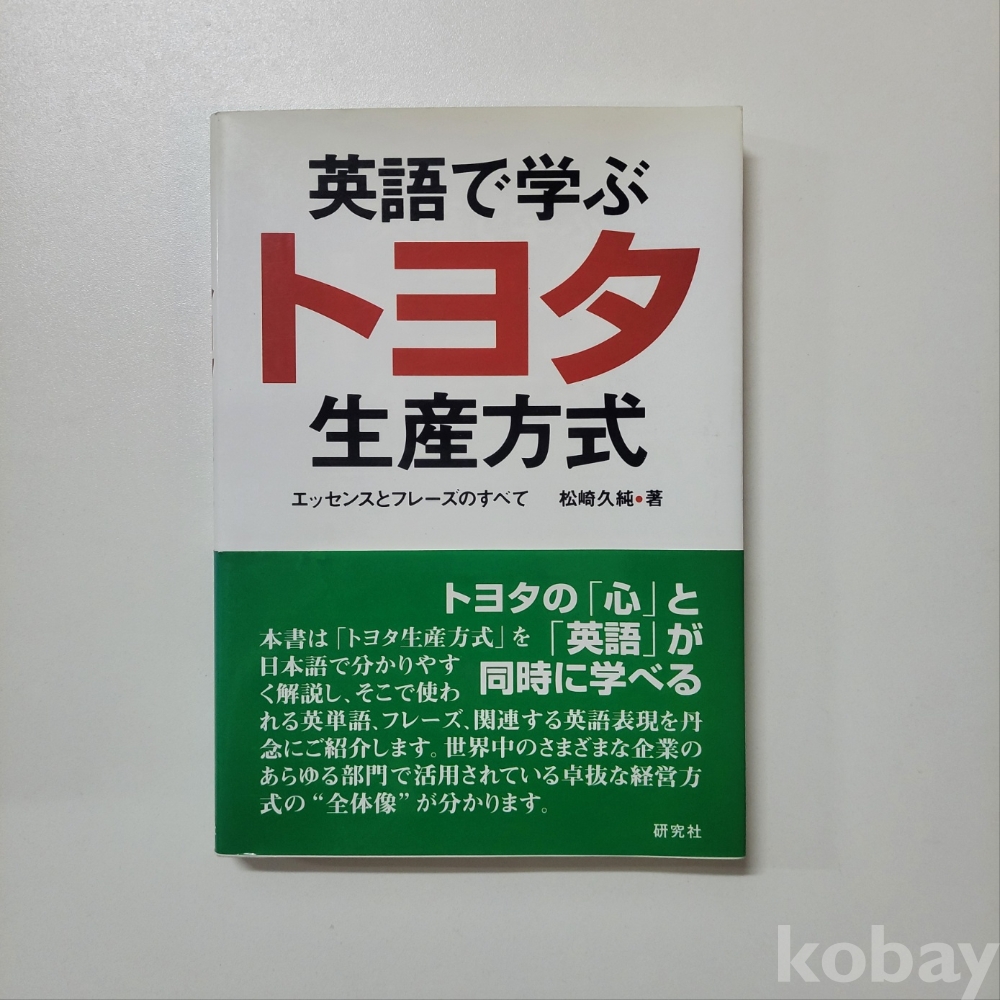 英語で学ぶ
トヨタ
生産方式
エッセンスとフレーズのすべて 松崎久純●著
トヨタの「心」と
「英語」が
同時に学べる
本書は「トヨタ生産方式」を
日本語で分かりやす
く解説し、そこで使わ
れる英単語、フレーズ、関連する英語表現を丹
念にご紹介します。世界中のさまざまな企業の
あらゆる部門で活用されている卓抜な経営方
式の“全体像”が分かります。
研究社
kobay